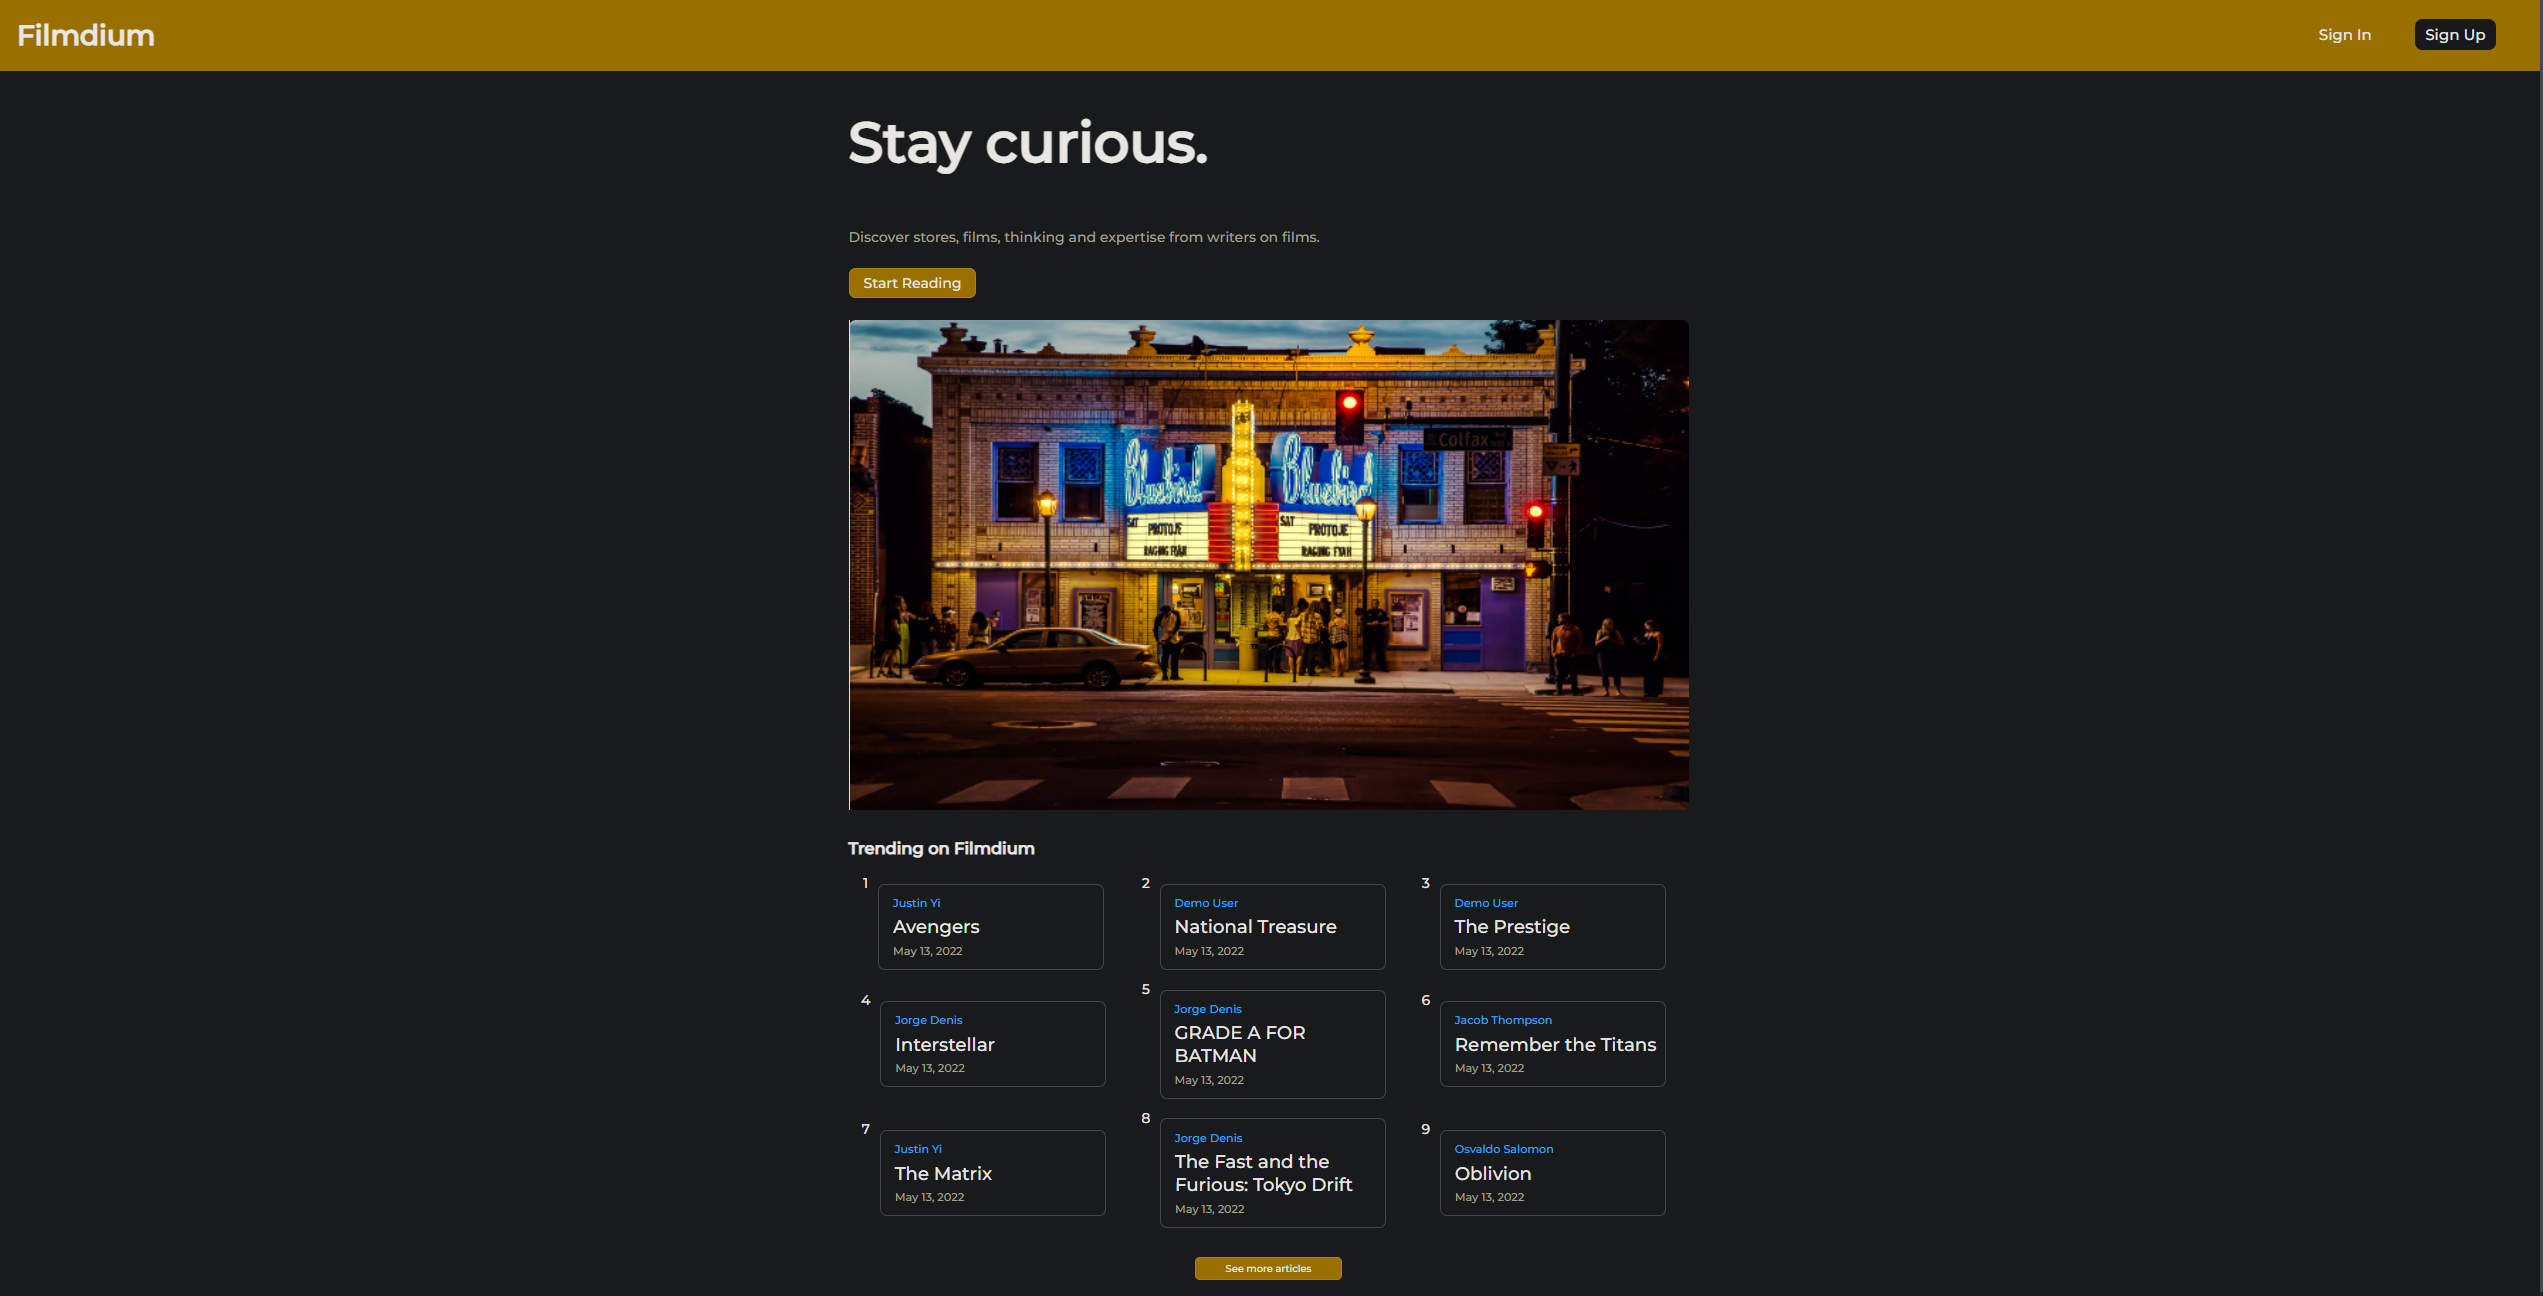 Filmdium
Sign In
Sign Up
Stay curious.
Discover stores, films, thinking and expertise from writers on films.
Start Reading
Colfax
Bluebird
Bluebird
SAT
PROTOJE
RAGING FYAH
SAT
PROTOJE
RAGING FYAH
Trending on Filmdium
1
Justin Yi
Avengers
May 13, 2022
2
Demo User
National Treasure
May 13, 2022
3
Demo User
The Prestige
May 13, 2022
4
Jorge Denis
Interstellar
May 13, 2022
5
Jorge Denis
GRADE A FOR
BATMAN
May 13, 2022
6
Jacob Thompson
Remember the Titans
May 13, 2022
7
Justin Yi
The Matrix
May 13, 2022
8
Jorge Denis
The Fast and the
Furious: Tokyo Drift
May 13, 2022
9
Osvaldo Salomon
Oblivion
May 13, 2022
See more articles